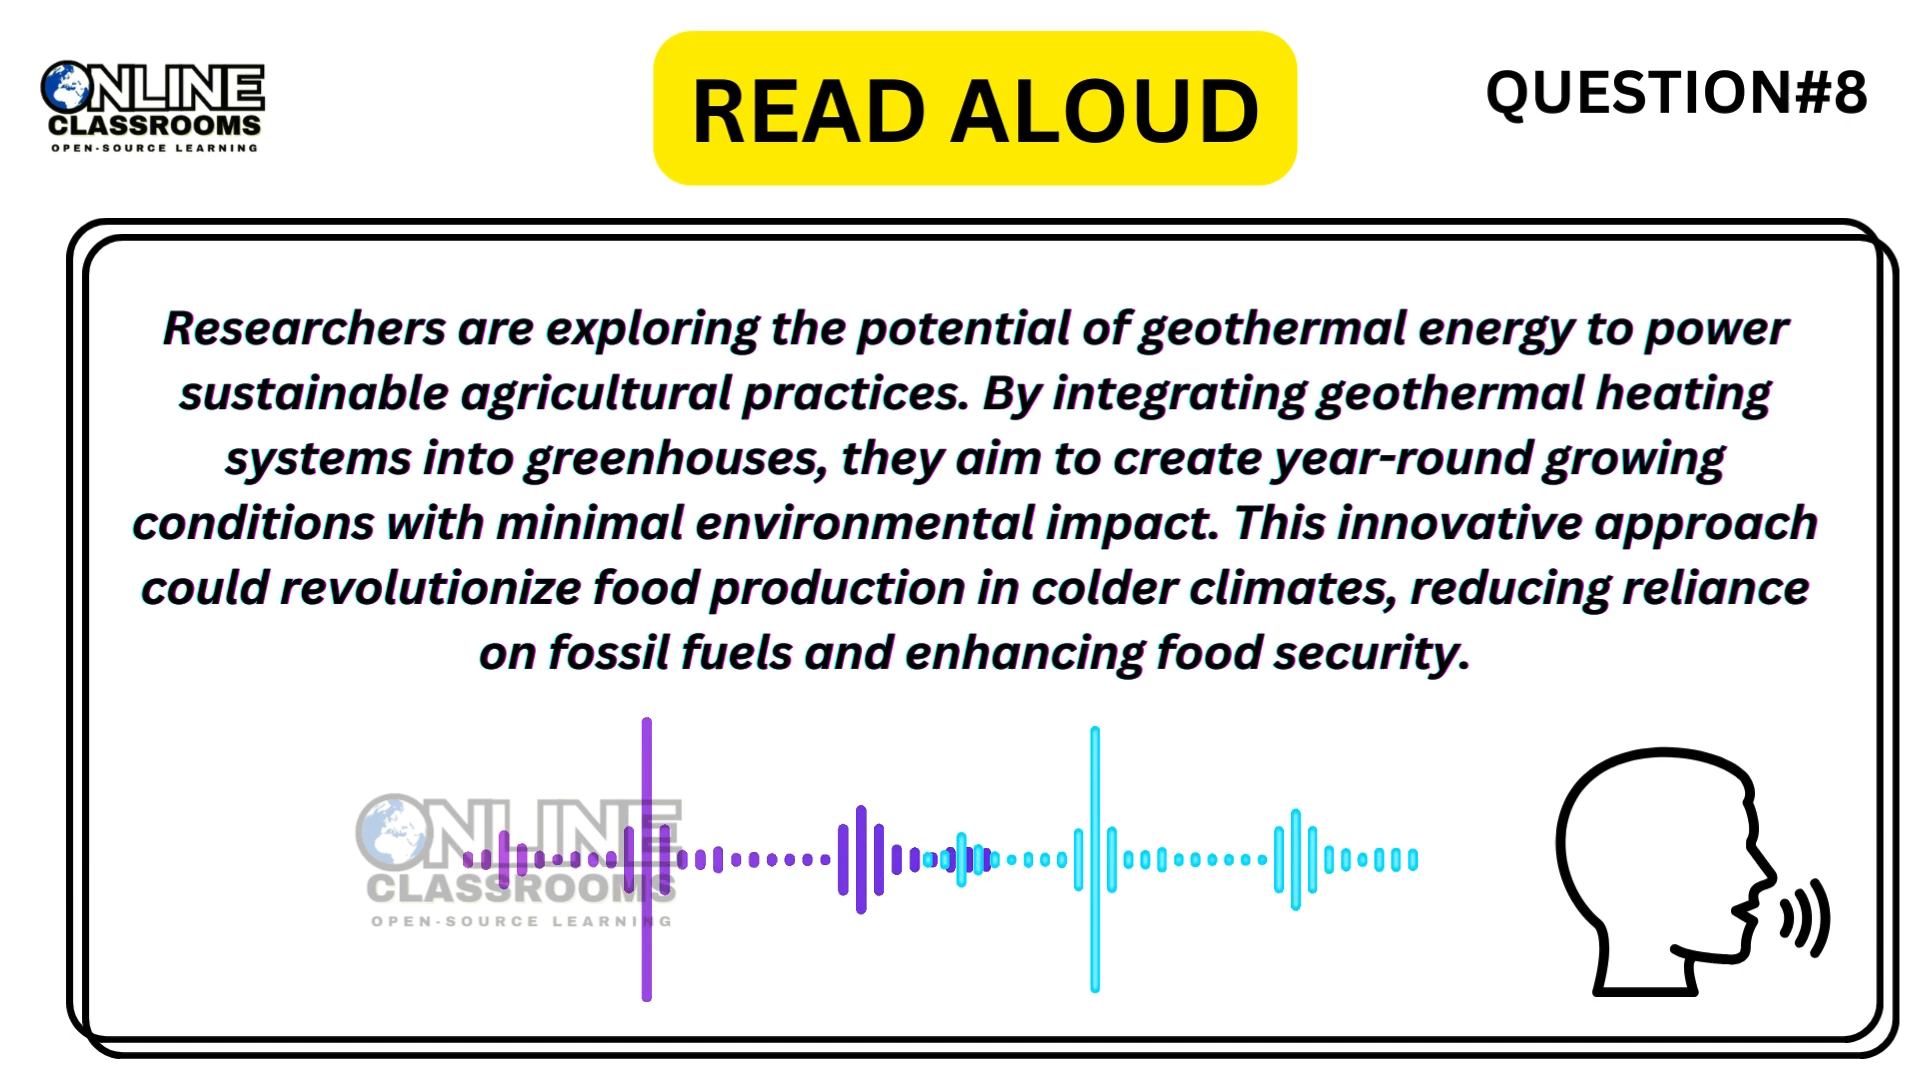 ONLINE
CLASSROOMS
OPEN-SOURCE LEARNING
READ ALOUD
QUESTION#8
Researchers are exploring the potential of geothermal energy to power
sustainable agricultural practices. By integrating geothermal heating
systems into greenhouses, they aim to create year-round growing
conditions with minimal environmental impact. This innovative approach
could revolutionize food production in colder climates, reducing reliance
on fossil fuels and enhancing food security.
ONLINE
CLASSROOMS
OPEN-SOURCE LEARNING